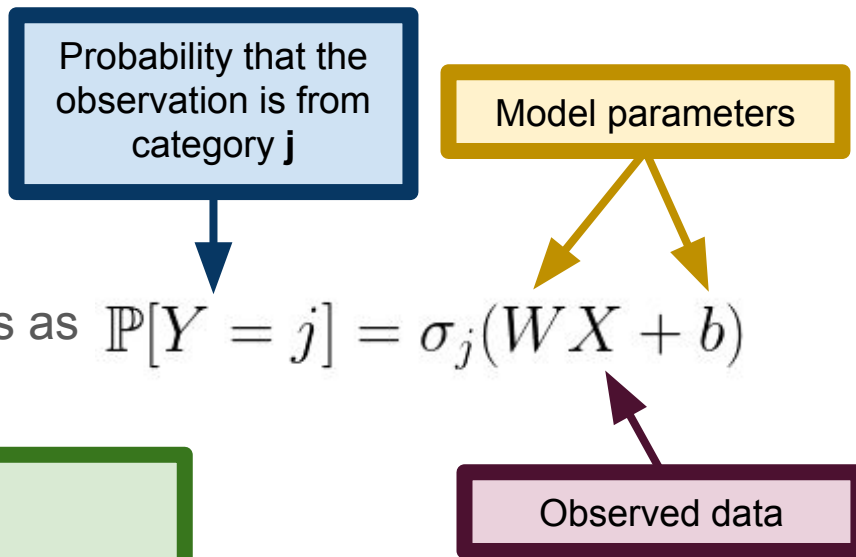 Probability that the
observation is from
category j
Model parameters
s as ℙ[Y = j] = σ_j(WX + b)
Observed data